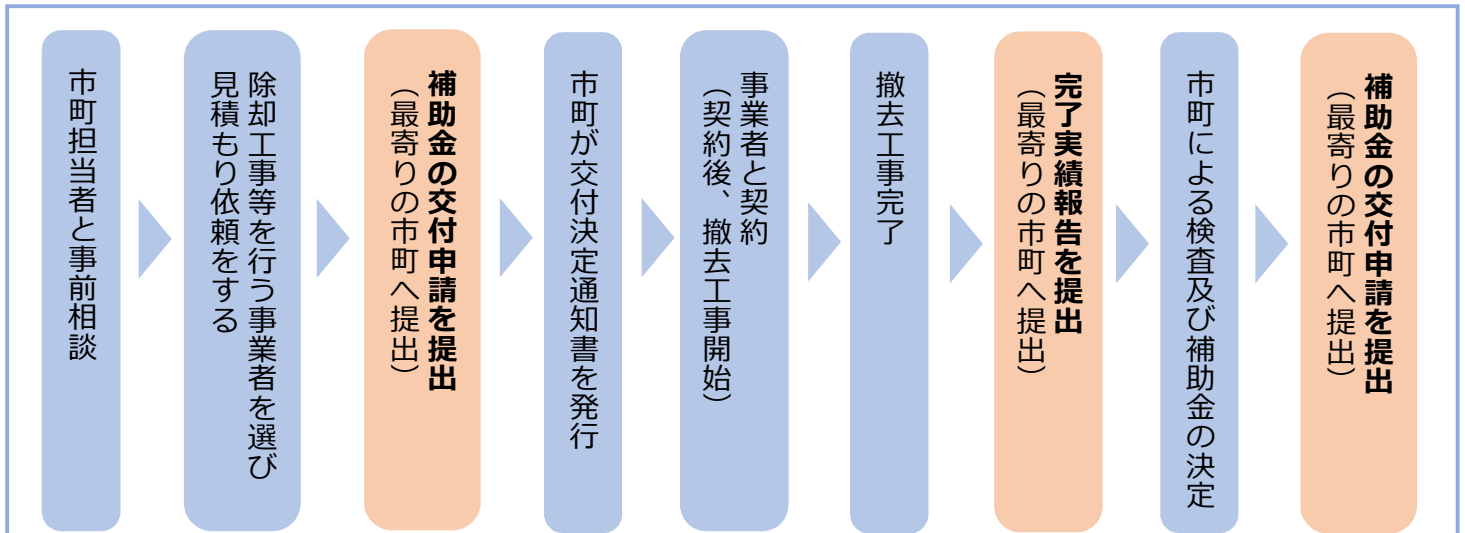 市町担当者と事前相談
除却工事等を行う事業者を選び
見積もり依頼をする
補助金の交付申請を提出
（最寄りの市町へ提出）
市町が交付決定通知書を発行
事業者と契約
（契約後、撤去工事開始）
撤去工事完了
完了実績報告を提出
（最寄りの市町へ提出）
市町による検査及び補助金の決定
補助金の交付申請を提出
（最寄りの市町へ提出）